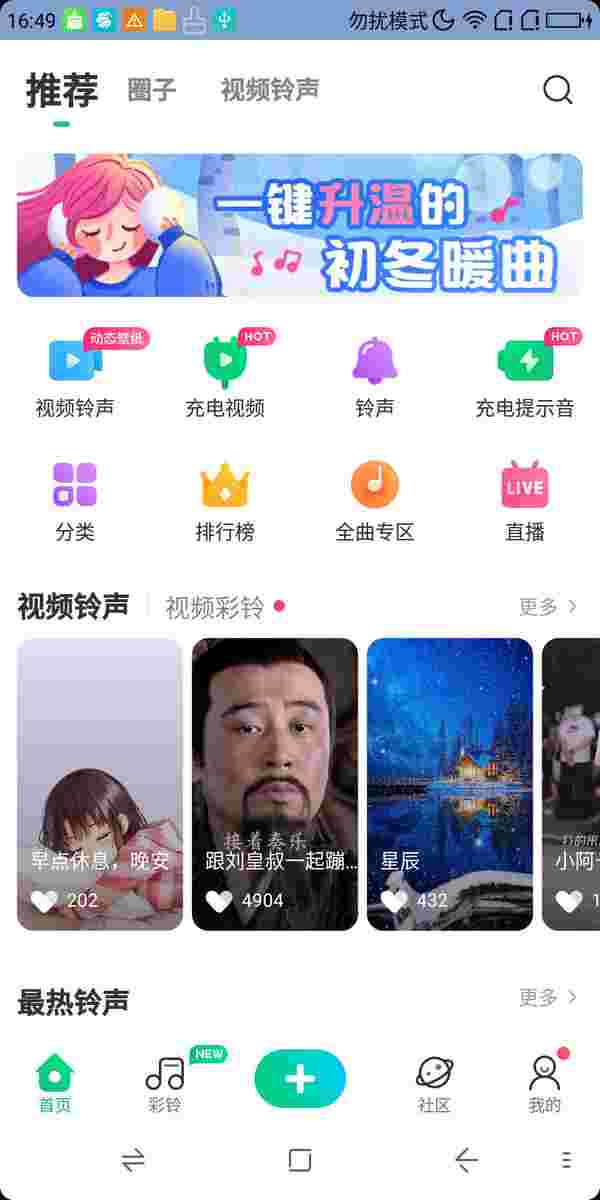 16:49 勿扰模式
推荐 圈子 视频铃声
一键升温的
初冬暖曲
动态壁纸 HOT HOT
视频铃声 充电视频 铃声 充电提示音
LIVE
分类 排行榜 全曲专区 直播
视频铃声 视频彩铃 更多
接着奏乐
早点休息，晚安 跟刘皇叔一起蹦... 星辰 小阿
202 4904 432 1
最热铃声 更多
NEW
首页 彩铃 社区 我的